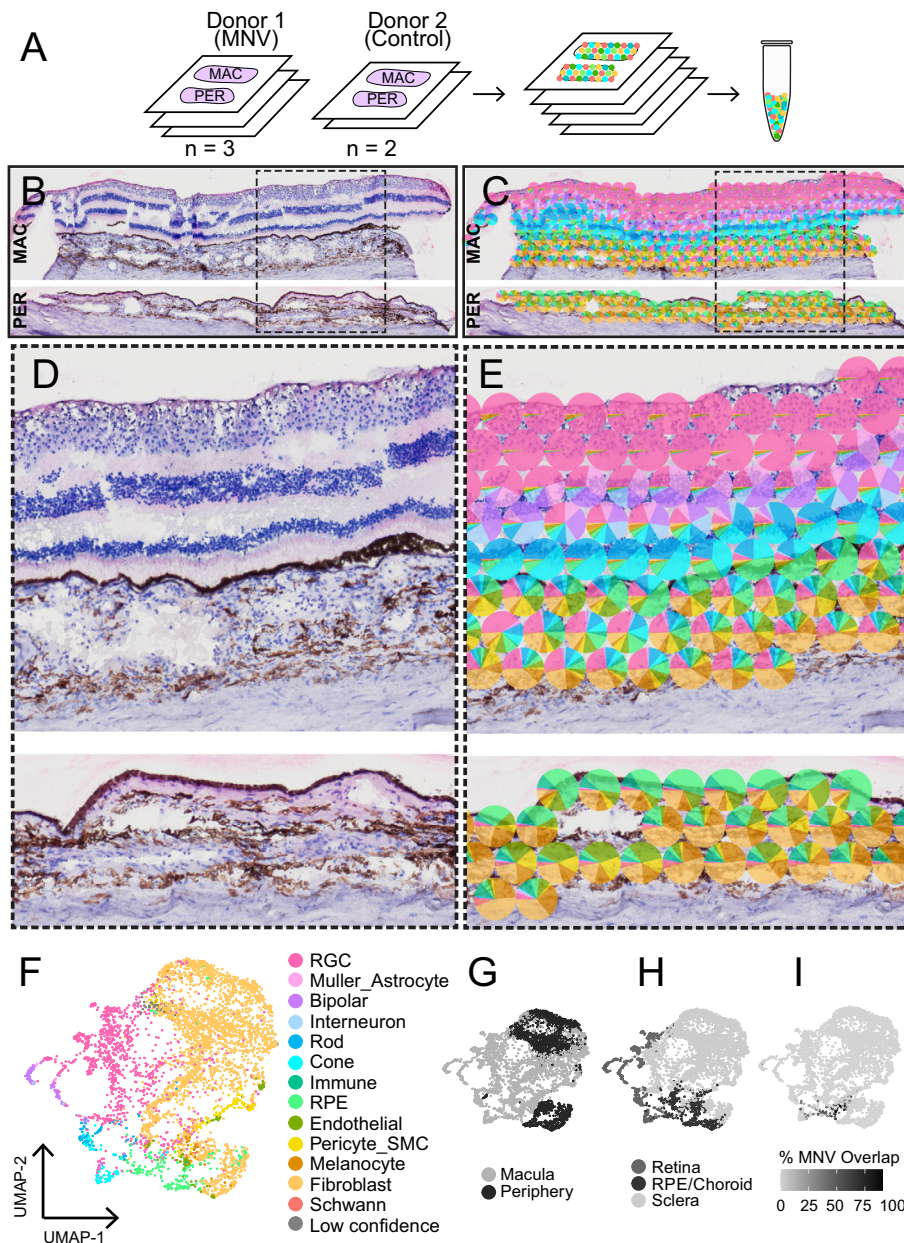 A
Donor 1
(MNV)
Donor 2
(Control)
MAC
PER
MAC
PER
n = 3
n = 2
B
MAC
PER
C
MAC
PER
D
E
F
UMAP-2
UMAP-1
RGC
Muller_Astrocyte
Bipolar
Interneuron
Rod
Cone
Immune
RPE
Endothelial
Pericyte_SMC
Melanocyte
Fibroblast
Schwann
Low confidence
G
Macula
Periphery
H
Retina
RPE/Choroid
Sclera
I
% MNV Overlap
0 25 50 75 100